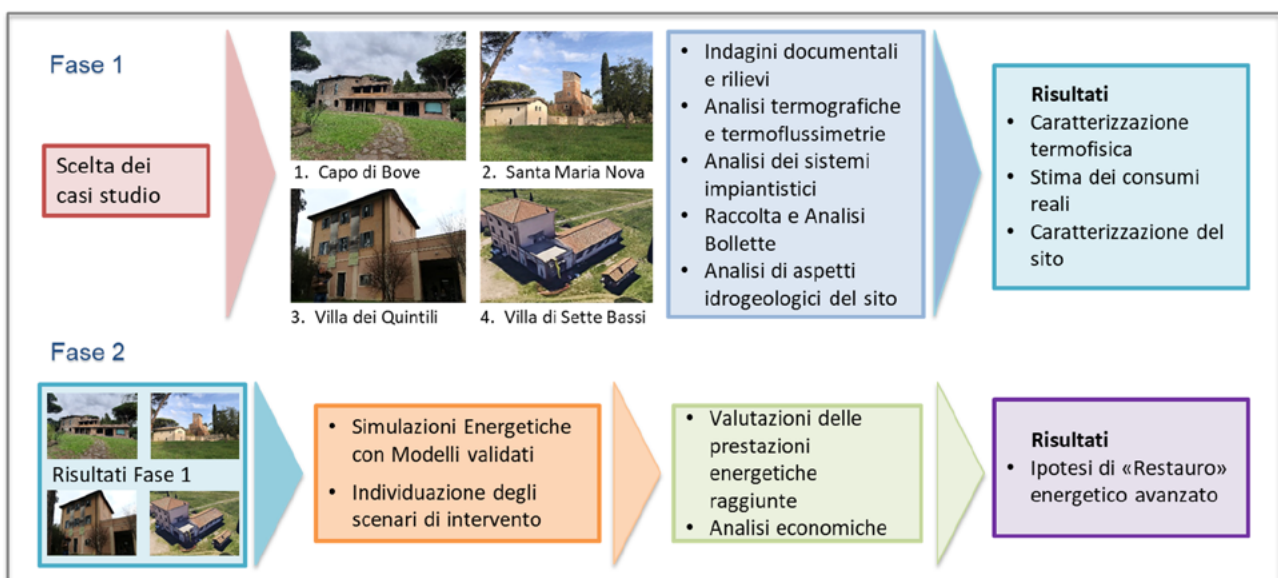 Fase 1
Scelta dei
casi studio
1. Capo di Bove
2. Santa Maria Nova
3. Villa dei Quintili
4. Villa di Sette Bassi
• Indagini documentali
e rilievi
• Analisi termografiche
e termoflussimetrie
• Analisi dei sistemi
impiantistici
• Raccolta e Analisi
Bollette
• Analisi di aspetti
idrogeologici del sito
Risultati
• Caratterizzazione
termofisica
• Stima dei consumi
reali
• Caratterizzazione del
sito
Fase 2
Risultati Fase 1
• Simulazioni Energetiche
con Modelli validati
• Individuazione degli
scenari di intervento
• Valutazioni delle
prestazioni
energetiche
raggiunte
• Analisi economiche
Risultati
• Ipotesi di «Restauro»
energetico avanzato